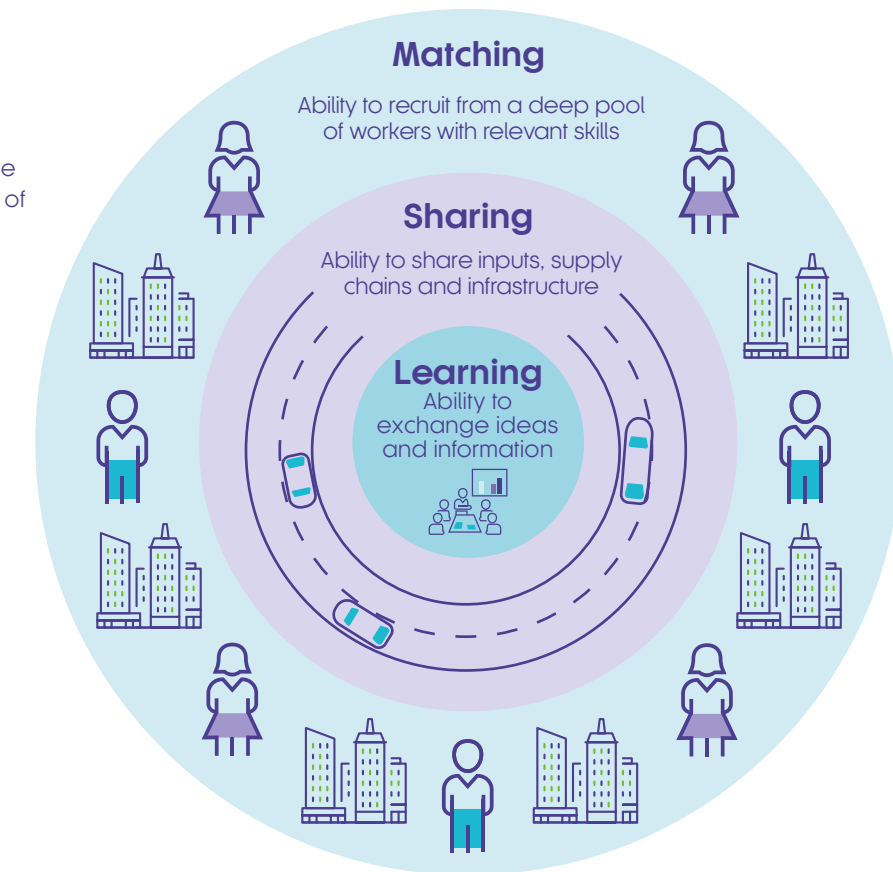 Matching
Ability to recruit from a deep pool
of workers with relevant skills
e
of
Sharing
Ability to share inputs, supply
chains and infrastructure
Learning
Ability to
exchange ideas
and information